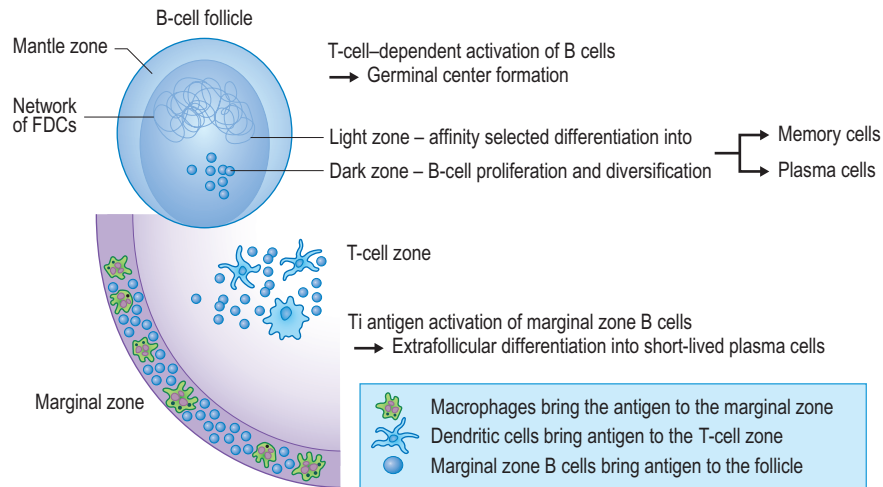 B-cell follicle
Mantle zone
T-cell–dependent activation of B cells
Germinal center formation
Network
of FDCs
Light zone – affinity selected differentiation into
Memory cells
Dark zone – B-cell proliferation and diversification
Plasma cells
T-cell zone
Ti antigen activation of marginal zone B cells
Extrafollicular differentiation into short-lived plasma cells
Marginal zone
Macrophages bring the antigen to the marginal zone
Dendritic cells bring antigen to the T-cell zone
Marginal zone B cells bring antigen to the follicle